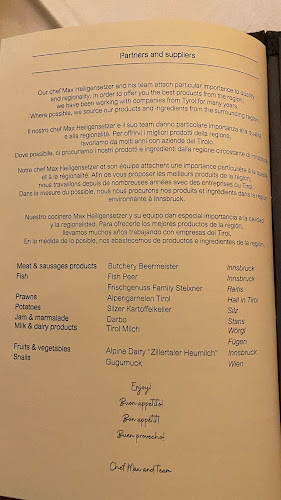 Partners and suppliers
Our chef Max Heiligensetzer and his team attach particular importance to quality
and regionality. In order to offer you the best products from the region,
we have been working with companies from Tyrol for many years.
Where possible, we source our products and ingredients from the surrounding region.
Il nostro chef Max Heiligensetzer e il suo team danno particolare importanza alla qualità
e alla regionalità. Per offrirvi i migliori prodotti della regione,
lavoriamo da molti anni con aziende del Tirolo.
Dove possibile, ci procuriamo i nostri prodotti e ingredienti dalla regione circostante di
Notre chef Max Heiligensetzer et son équipe attachent une importance particulière à la qualité
et à la régionalité. Afin de vous proposer les meilleurs produits de la région,
nous travaillons depuis de nombreuses années avec des entreprises du Tirol.
Dans la mesure du possible, nous nous procurons nos produits et ingrédients dans la région
environnante à Innsbruck.
Nuestro cocinero Max Heiligensetzer y su equipo dan especial importancia a la calidad
y la regionalidad. Para ofrecerle los mejores productos de la región,
llevamos muchos años trabajando con empresas del Tirol.
En la medida de lo posible, nos abastecemos de productos e ingredientes de la región.
Meat & sausages products Butchery Beermeister Innsbruck
Fish Fish Peer Innsbruck
Frischgenuss Family Steixner Raitis
Prawns Alpengarnelen Tirol Hall in Tirol
Potatoes Silzer Kartoffelkeller Silz
Jam & marmalade Darbo Stans
Milk & dairy products Tirol Milch Wörgl
Fügen
Fruits & vegetables Alpine Dairy "Zillertaler Heumilch" Innsbruck
Snails Gugumuck Wien
Enjoy!
Buon appetito!
Bon appétit!
Buen provecho!
Chef Max and Team